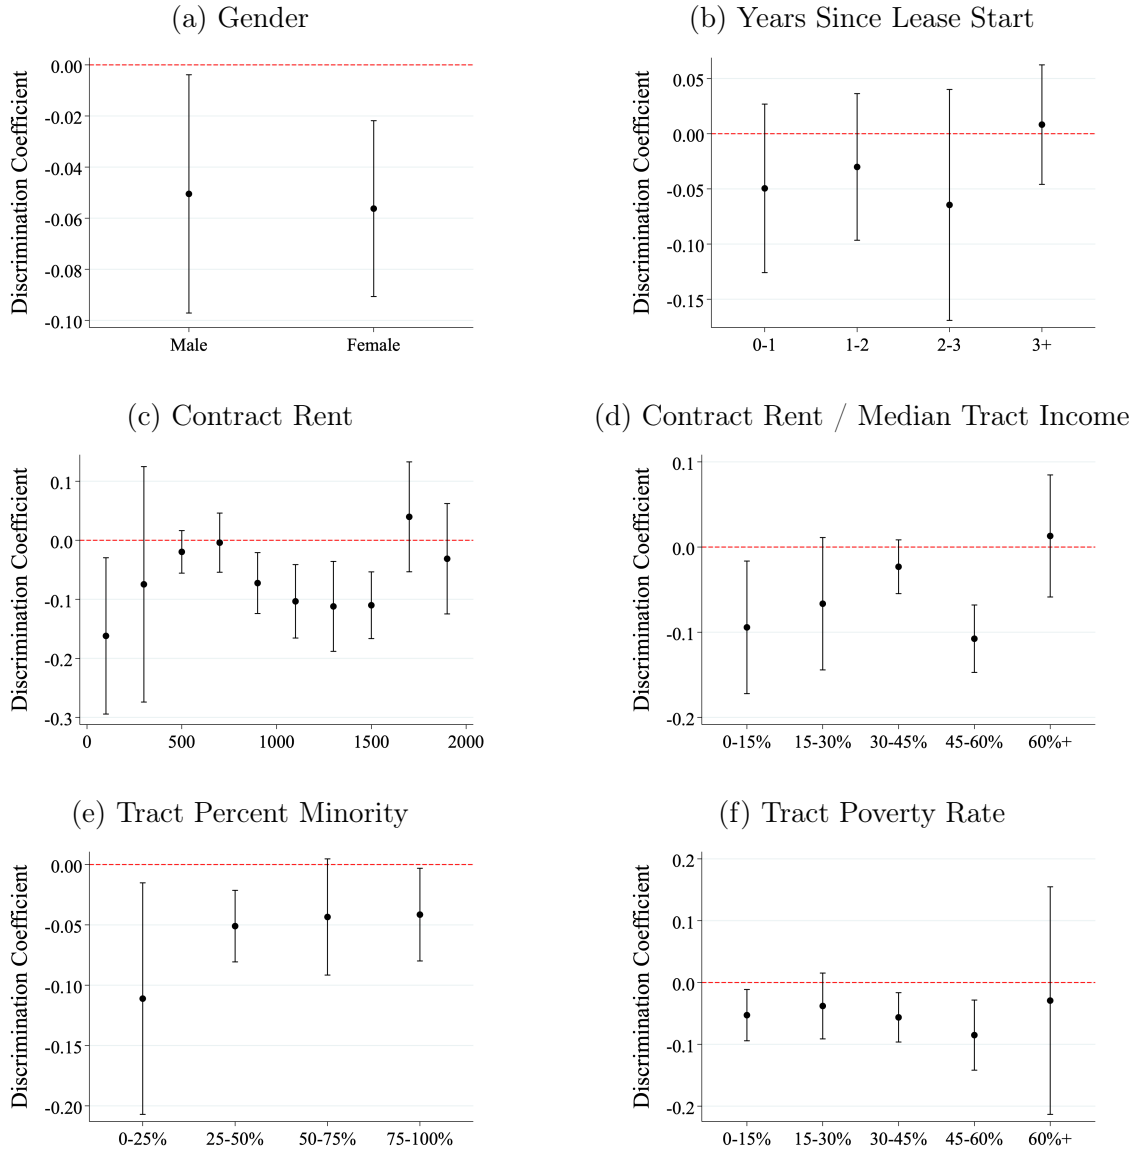 (a) Gender
Discrimination Coefficient
0.00
-0.02
-0.04
-0.06
-0.08
-0.10
Male Female
(b) Years Since Lease Start
Discrimination Coefficient
0.05
0.00
-0.05
-0.10
-0.15
0-1 1-2 2-3 3+
(c) Contract Rent
Discrimination Coefficient
0.1
0.0
-0.1
-0.2
-0.3
0 500 1000 1500 2000
(d) Contract Rent / Median Tract Income
Discrimination Coefficient
0.1
0.0
-0.1
-0.2
0-15% 15-30% 30-45% 45-60% 60%+
(e) Tract Percent Minority
Discrimination Coefficient
0.00
-0.05
-0.10
-0.15
-0.20
0-25% 25-50% 50-75% 75-100%
(f) Tract Poverty Rate
Discrimination Coefficient
0.2
0.1
0.0
-0.1
-0.2
0-15% 15-30% 30-45% 45-60% 60%+